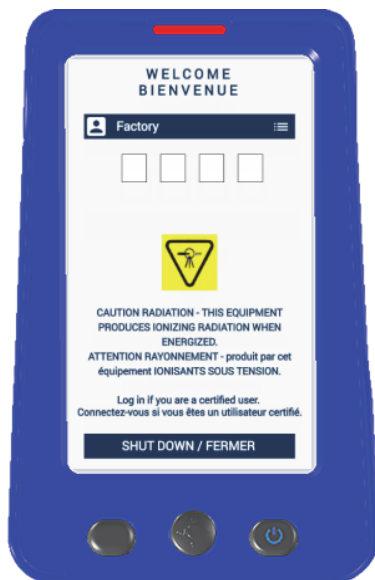 WELCOME
BIENVENUE
Factory
CAUTION RADIATION - THIS EQUIPMENT
PRODUCES IONIZING RADIATION WHEN
ENERGIZED.
ATTENTION RAYONNEMENT - produit par cet
équipement IONISANTS SOUS TENSION.
Log in if you are a certified user.
Connectez-vous si vous êtes un utilisateur certifié.
SHUT DOWN / FERMER